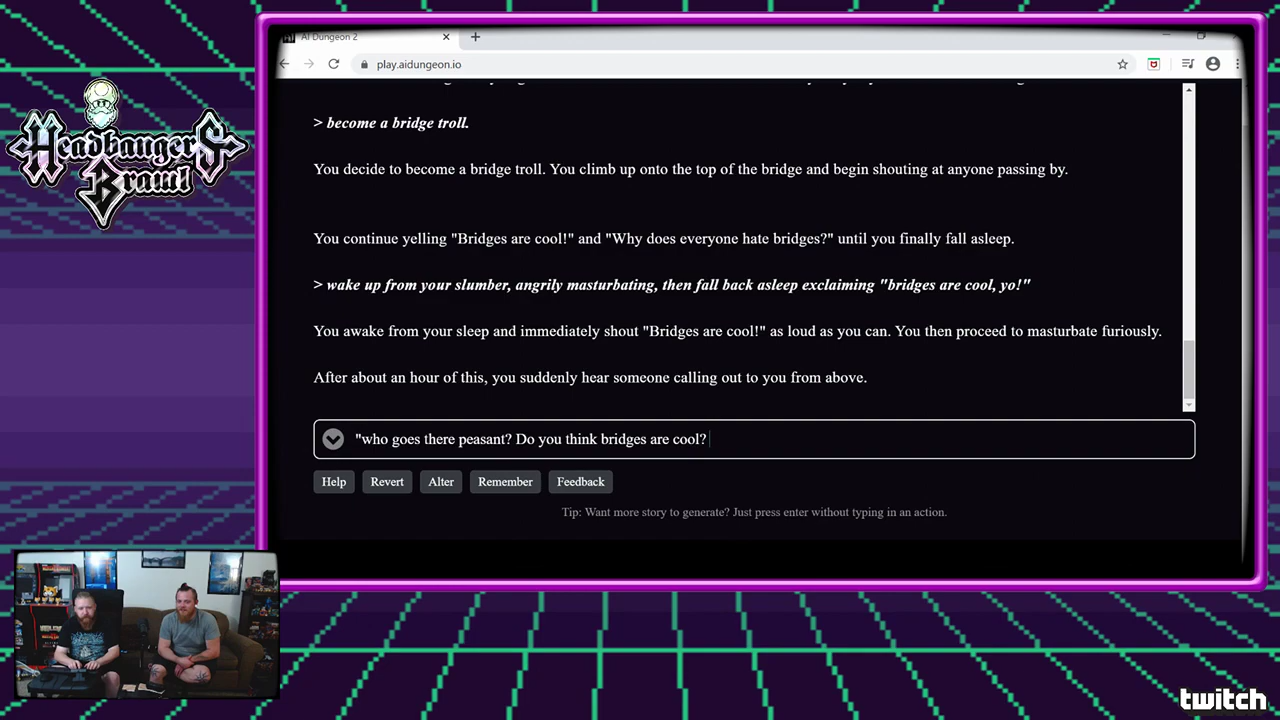 AI Dungeon 2
play.aidungeon.io
Headbangers
Brawl
> become a bridge troll.
You decide to become a bridge troll. You climb up onto the top of the bridge and begin shouting at anyone passing by.
You continue yelling "Bridges are cool!" and "Why does everyone hate bridges?" until you finally fall asleep.
> wake up from your slumber, angrily masturbating, then fall back asleep exclaiming "bridges are cool, yo!"
You awake from your sleep and immediately shout "Bridges are cool!" as loud as you can. You then proceed to masturbate furiously.
After about an hour of this, you suddenly hear someone calling out to you from above.
"who goes there peasant? Do you think bridges are cool?
Help Revert Alter Remember Feedback
Tip: Want more story to generate? Just press enter without typing in an action.
twitch